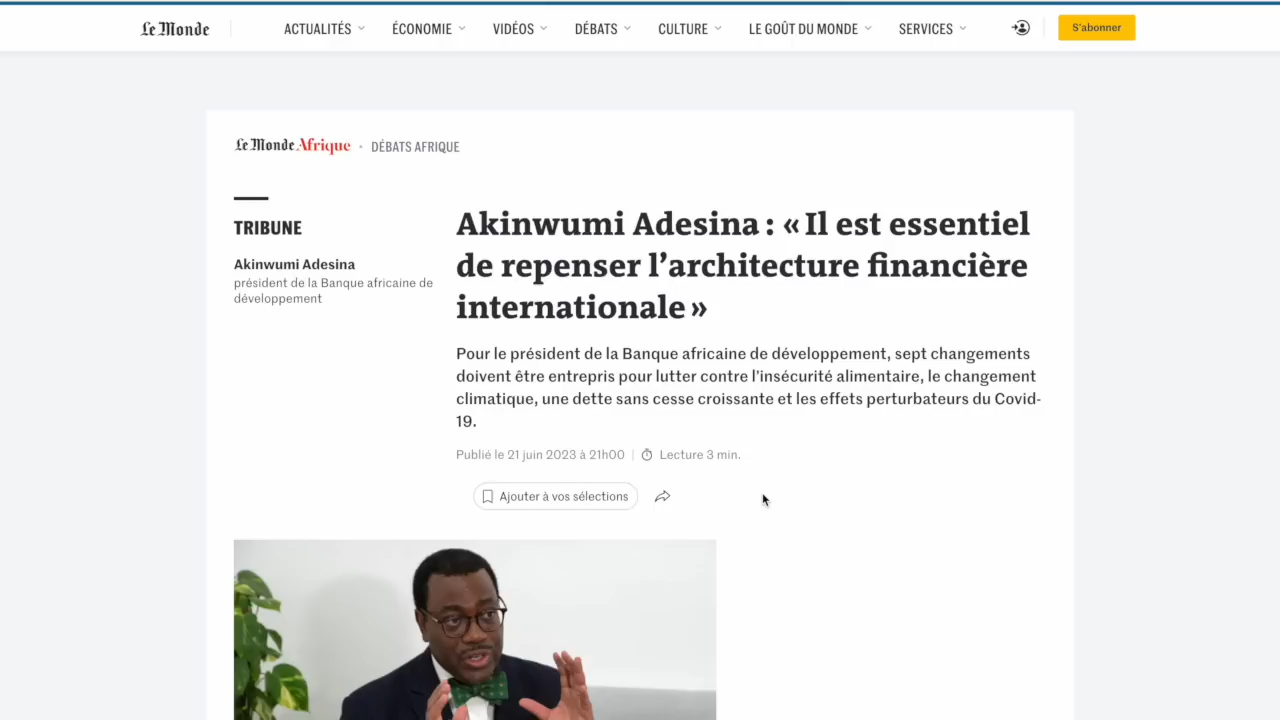 Le Monde
ACTUALITÉS
ÉCONOMIE
VIDÉOS
DÉBATS
CULTURE
LE GOÛT DU MONDE
SERVICES
S'abonner
Le Monde Afrique • DÉBATS AFRIQUE
TRIBUNE
Akinwumi Adesina
président de la Banque africaine de
développement
Akinwumi Adesina : « Il est essentiel
de repenser l'architecture financière
internationale »
Pour le président de la Banque africaine de développement, sept changements
doivent être entrepris pour lutter contre l'insécurité alimentaire, le changement
climatique, une dette sans cesse croissante et les effets perturbateurs du Covid-
19.
Publié le 21 juin 2023 à 21h00 | Lecture 3 min.
Ajouter à vos sélections